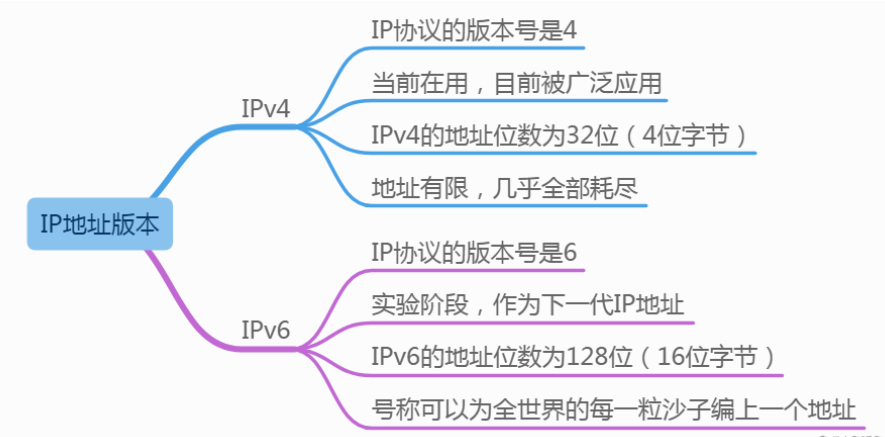 IP地址版本
IPv4
IP协议的版本号是4
当前在用，目前被广泛应用
IPv4的地址位数为32位（4位字节）
地址有限，几乎全部耗尽
IPv6
IP协议的版本号是6
实验阶段，作为下一代IP地址
IPv6的地址位数为128位（16位字节）
号称可以为全世界的每一粒沙子编上一个地址